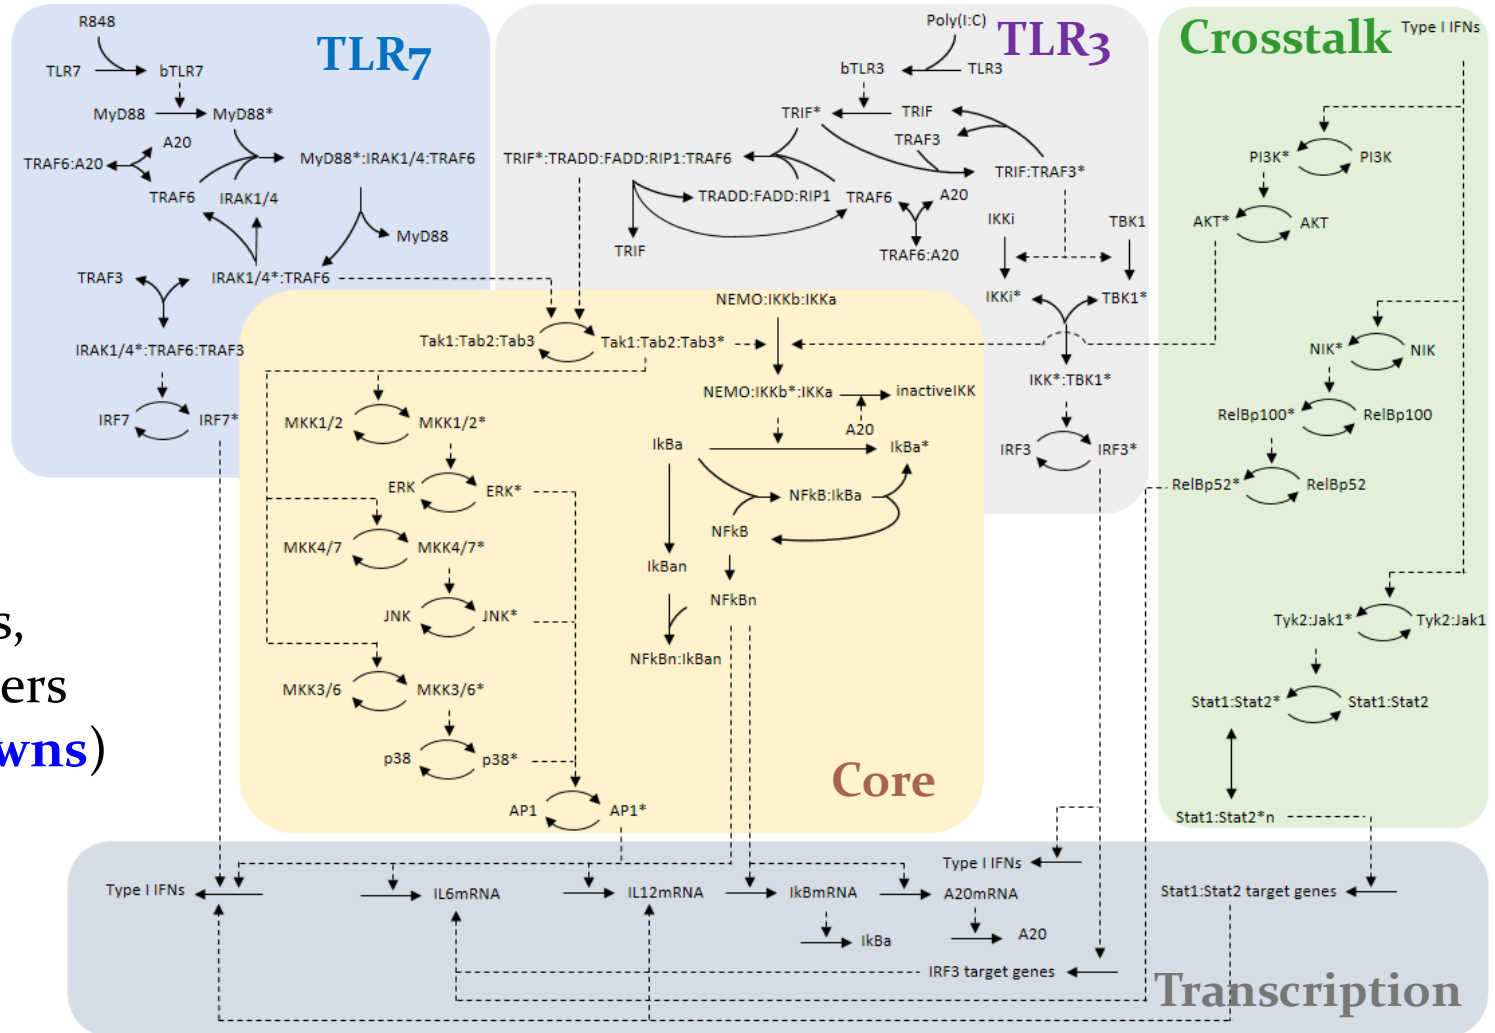 R848
TLR7
TLR7
bTLR7
MyD88
MyD88*
A20
TRAF6:A20
TRAF6
IRAK1/4
MyD88*:IRAK1/4:TRAF6
MyD88
TRAF3
IRAK1/4*:TRAF6
IRAK1/4*:TRAF6:TRAF3
IRF7
IRF7*
Poly(I:C)
TLR3
bTLR3
TLR3
TRIF*
TRIF
TRAF3
TRIF*:TRADD:FADD:RIP1:TRAF6
TRIF:TRAF3*
TRADD:FADD:RIP1
TRAF6
A20
TRIF
TRAF6:A20
IKKi
TBK1
IKKi*
TBK1*
IKK*:TBK1*
IRF3
IRF3*
Crosstalk
Type I IFNs
PI3K*
PI3K
AKT*
AKT
NIK*
NIK
RelBp100*
RelBp100
RelBp52*
RelBp52
Tyk2:Jak1*
Tyk2:Jak1
Stat1:Stat2*
Stat1:Stat2
Stat1:Stat2*n
NEMO:IKKb:IKKa
Tak1:Tab2:Tab3
Tak1:Tab2:Tab3*
NEMO:IKKb*:IKKa
inactiveIKK
A20
MKK1/2
MKK1/2*
IkBa
IkBa*
ERK
ERK*
NFkB:IkBa
NFkB
MKK4/7
MKK4/7*
IkBan
NFkBn
JNK
JNK*
NFkBn:IkBan
MKK3/6
MKK3/6*
p38
p38*
Core
AP1
AP1*
s,
ers
wns)
Type I IFNs
Type I IFNs
IL6mRNA
IL12mRNA
IkBmRNA
A20mRNA
Stat1:Stat2 target genes
IkBa
A20
IRF3 target genes
Transcription